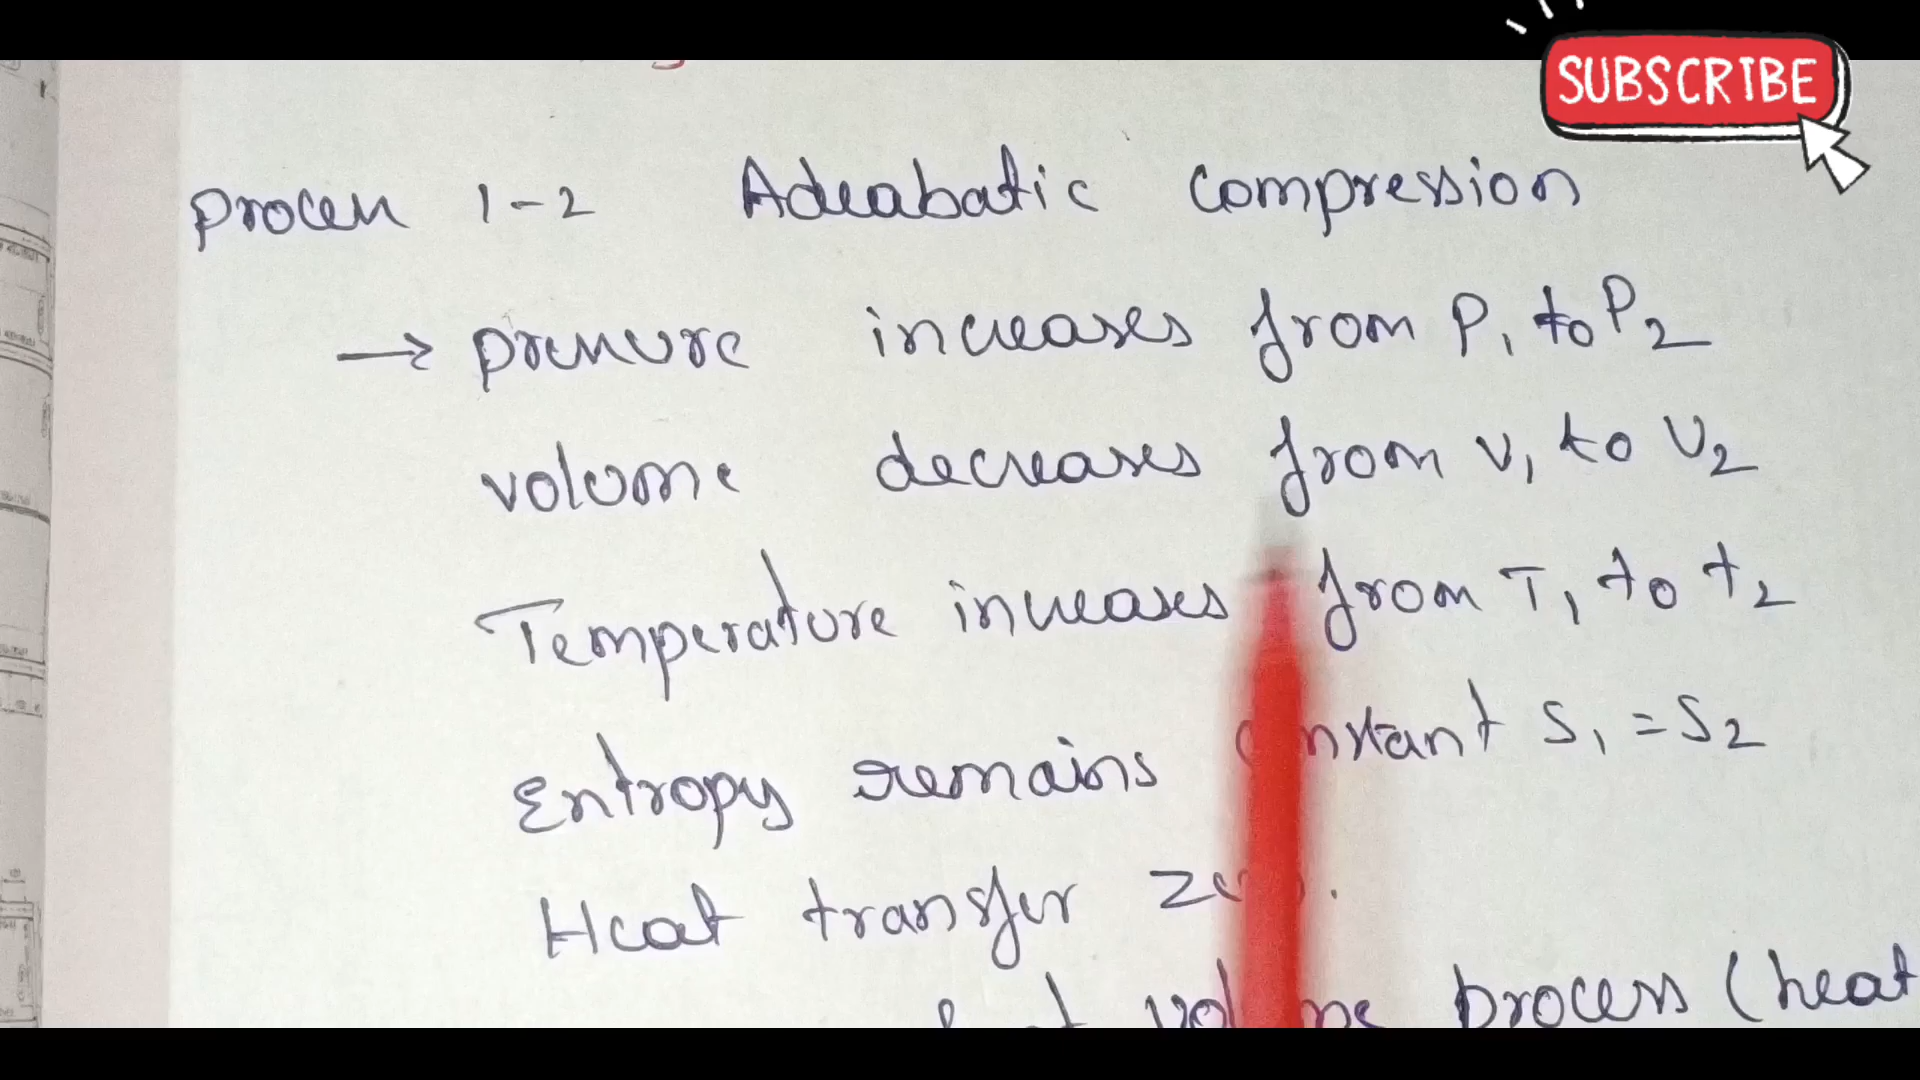 SUBSCRIBE
Process 1-2 Adiabatic compression
→ pressure increases from P1 to P2
volume decreases from V1 to V2
Temperature increases from T1 to t2
Entropy remains constant S1 = S2
Heat transfer zero.
process (heat